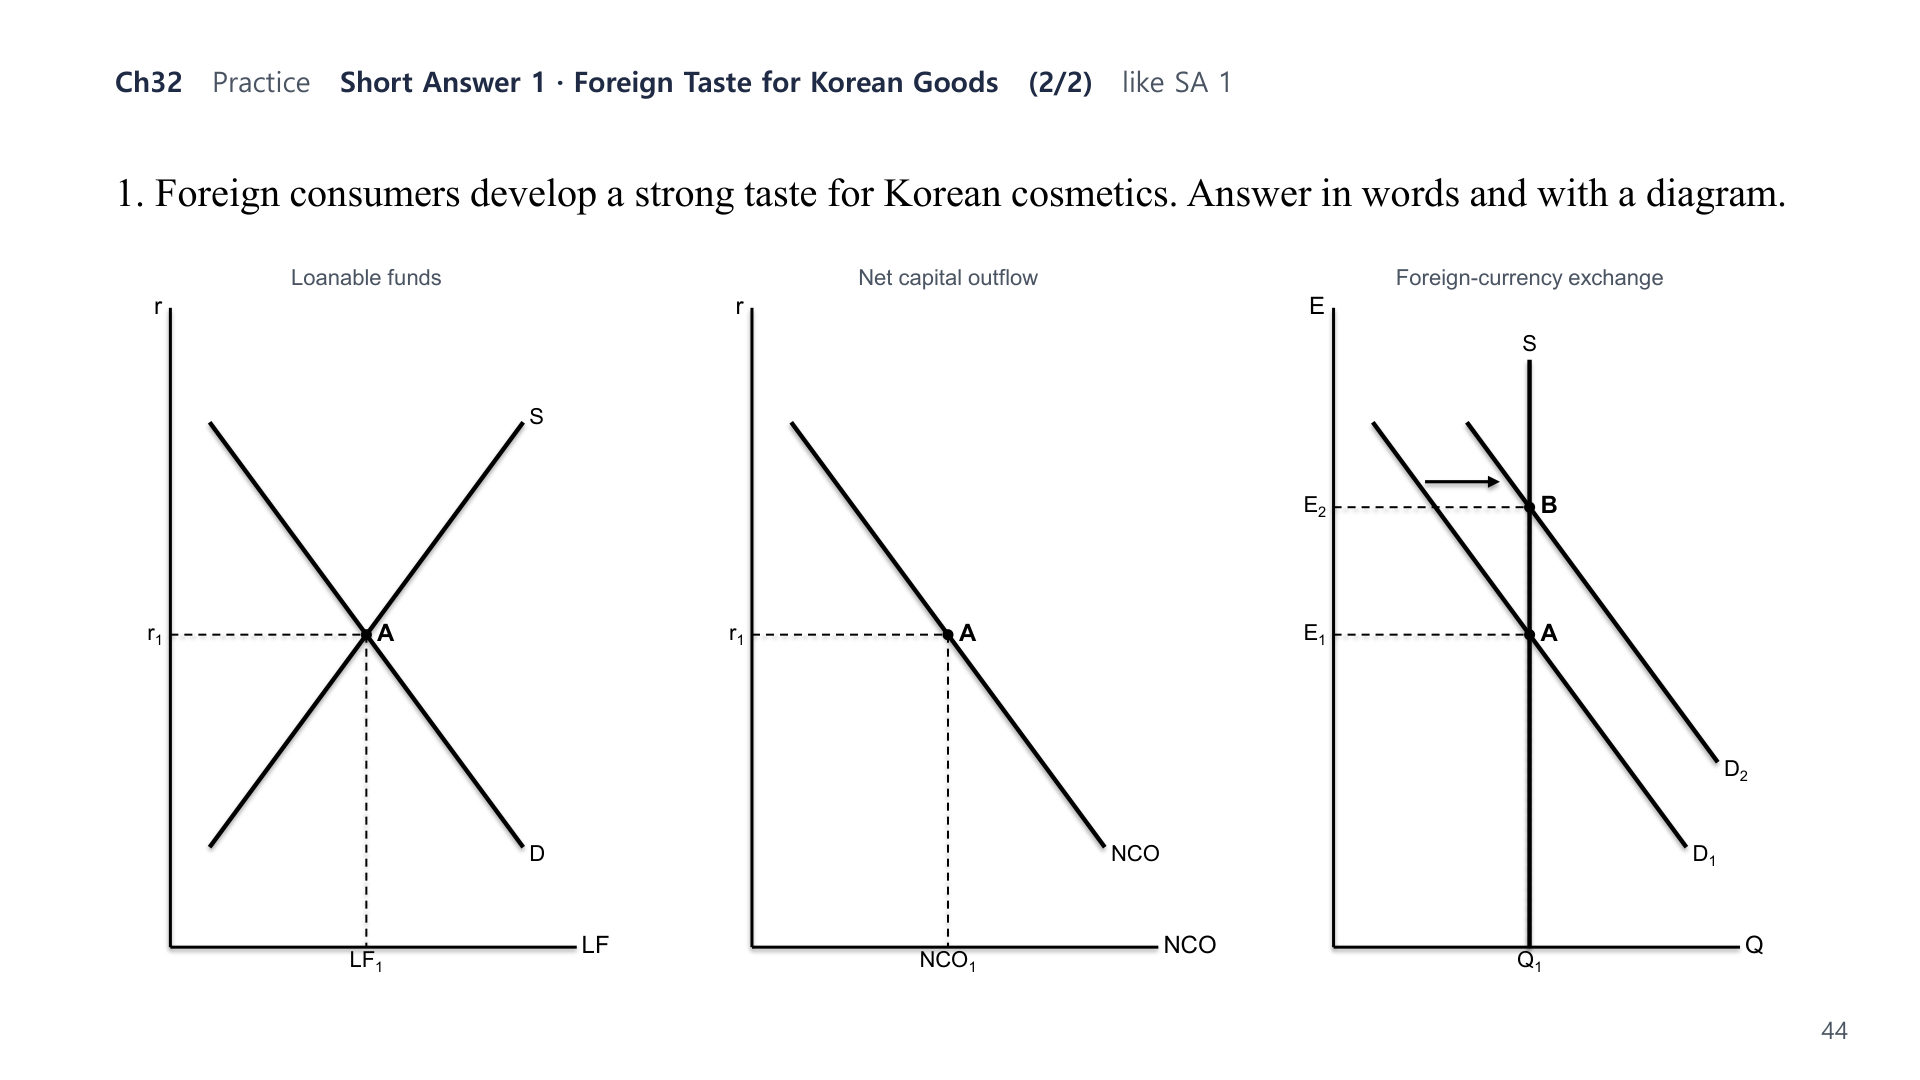 Ch32 Practice Short Answer 1 · Foreign Taste for Korean Goods (2/2) like SA 1
1. Foreign consumers develop a strong taste for Korean cosmetics. Answer in words and with a diagram.
Loanable funds
r
S
r1
A
D
LF
LF1
Net capital outflow
r
r1
A
NCO
NCO
NCO1
Foreign-currency exchange
E
S
E2
B
E1
A
D2
D1
Q
Q1
44